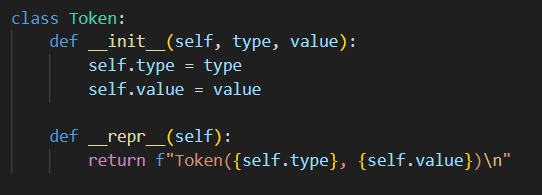 class Token:
    def __init__(self, type, value):
        self.type = type
        self.value = value

    def __repr__(self):
        return f"Token({self.type}, {self.value})\n"